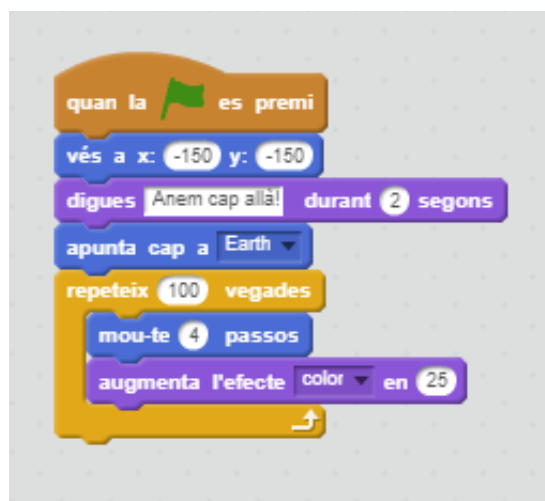 quan la es premi
vés a x: -150 y: -150
digues Anem cap allà! durant 2 segons
apunta cap a Earth
repeteix 100 vegades
mou-te 4 passos
augmenta l'efecte color en 25